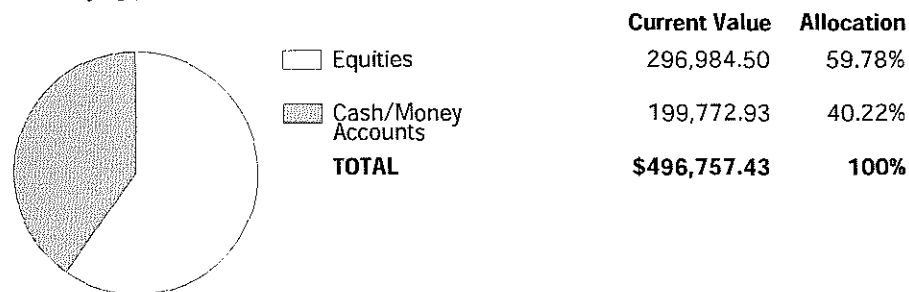 Current Value Allocation
Equities 296,984.50 59.78%
Cash/Money
Accounts 199,772.93 40.22%
TOTAL $496,757.43 100%